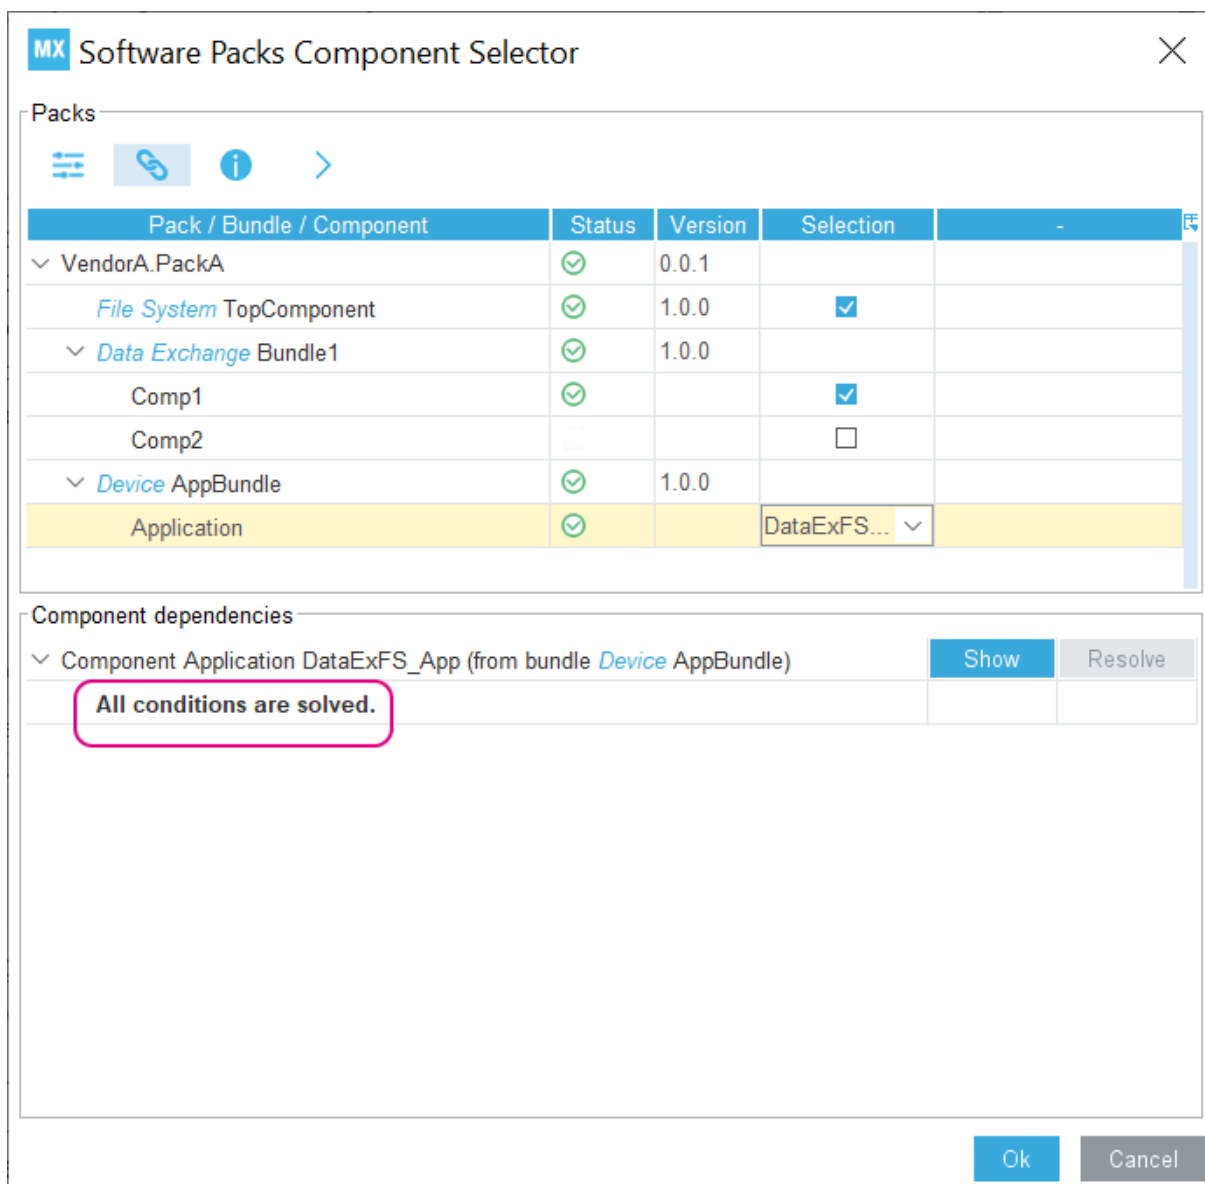 MX Software Packs Component Selector
Packs
Pack / Bundle / Component Status Version Selection -
VendorA.PackA 0.0.1
File System TopComponent 1.0.0
Data Exchange Bundle1 1.0.0
Comp1
Comp2
Device AppBundle 1.0.0
Application DataExFS...
Component dependencies
Component Application DataExFS_App (from bundle Device AppBundle) Show Resolve
All conditions are solved.
Ok Cancel